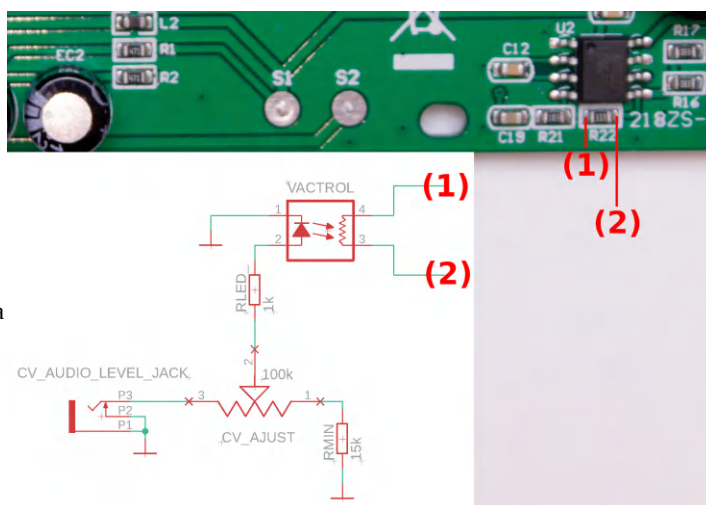 L2
EC2
R1
R2
S1
S2
U2
R17
C12
R16
C19
R21
R22
218ZS-
(1)
(2)
VACTROL
1
4
(1)
2
3
(2)
RLED
1k
a
2
100k
CV_AUDIO_LEVEL_JACK
P3
3
1
P2
P1
CV_AJUST
RMIN
15k